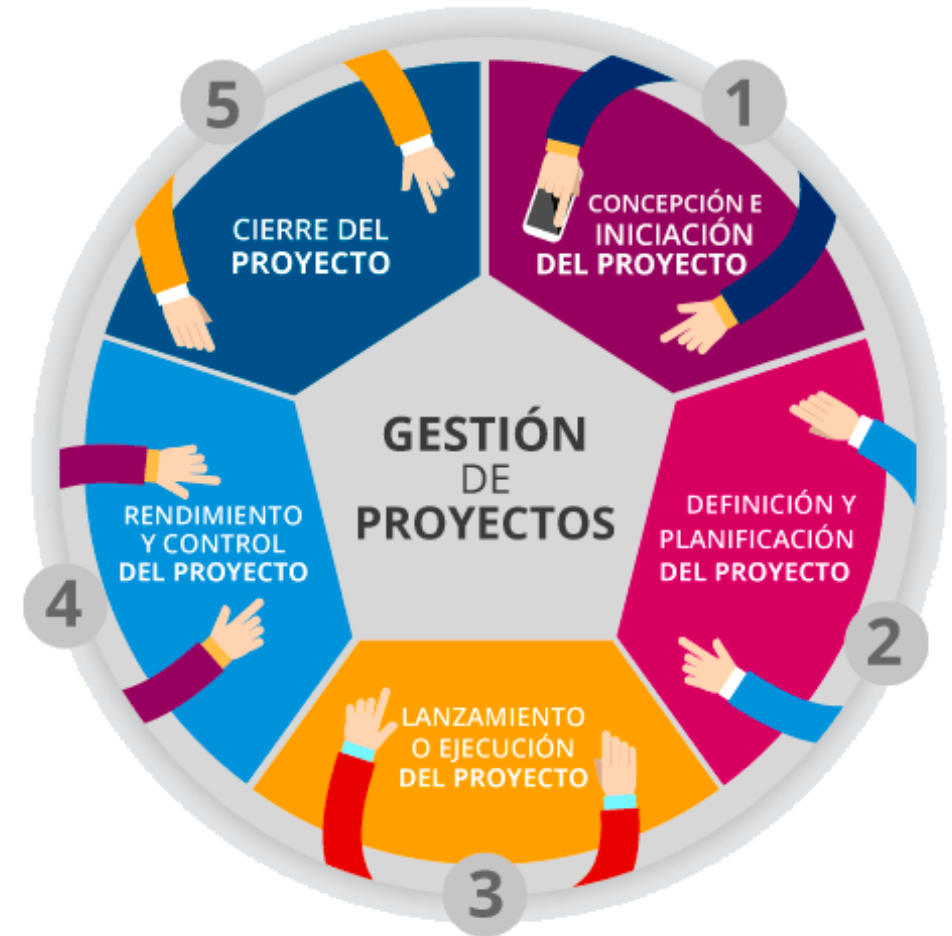 GESTIÓN
DE
PROYECTOS
1
CONCEPCIÓN E
INICIACIÓN
DEL PROYECTO
2
DEFINICIÓN Y
PLANIFICACIÓN
DEL PROYECTO
3
LANZAMIENTO
O EJECUCIÓN
DEL PROYECTO
4
RENDIMIENTO
Y CONTROL
DEL PROYECTO
5
CIERRE DEL
PROYECTO